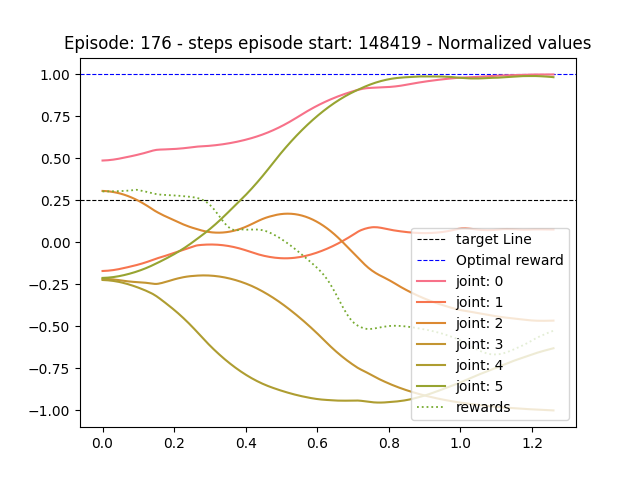 Episode: 176 - steps episode start: 148419 - Normalized values
1.00
0.75
0.50
0.25
0.00
−0.25
−0.50
−0.75
−1.00
0.0 0.2 0.4 0.6 0.8 1.0 1.2
target Line
Optimal reward
joint: 0
joint: 1
joint: 2
joint: 3
joint: 4
joint: 5
rewards